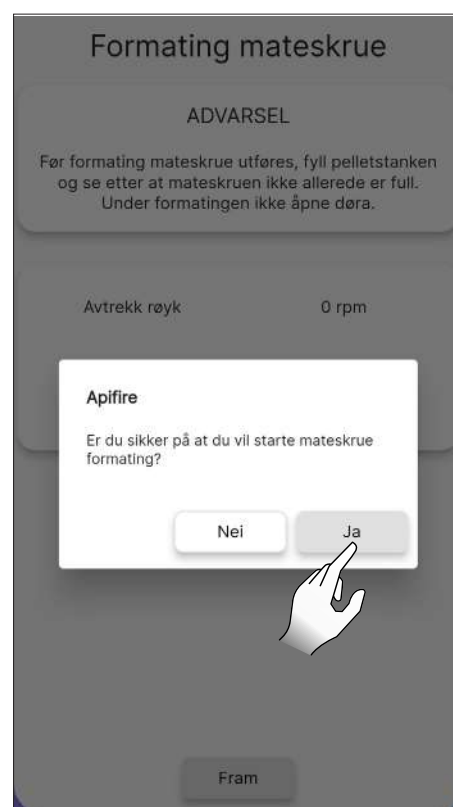 Formating mateskrue
ADVARSEL
Før formating mateskrue utføres, fyll pelletstanken
og se etter at mateskruen ikke allerede er full.
Under formatingen ikke åpne døra.
Avtrekk røyk 0 rpm
Apifire
Er du sikker på at du vil starte mateskrue
formating?
Nei Ja
Fram